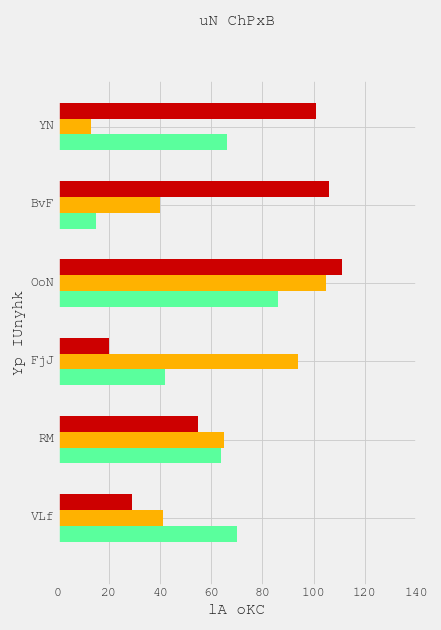 uN ChPxB
Yp IUnyhk
YN
BvF
OoN
FjJ
RM
VLf
0 20 40 60 80 100 120 140
lA oKC